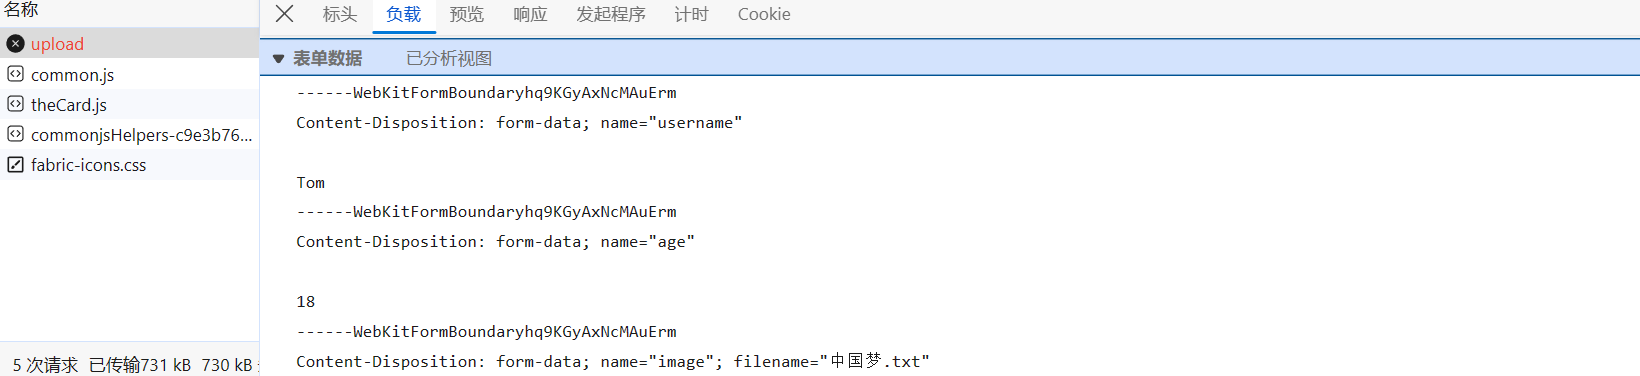 名称
upload
common.js
theCard.js
commonjsHelpers-c9e3b76...
fabric-icons.css
5 次请求 已传输731 kB 730 kB
标头 负载 预览 响应 发起程序 计时 Cookie
表单数据 已分析视图
------WebKitFormBoundaryhq9KGyAxNcMAuErm
Content-Disposition: form-data; name="username"
Tom
------WebKitFormBoundaryhq9KGyAxNcMAuErm
Content-Disposition: form-data; name="age"
18
------WebKitFormBoundaryhq9KGyAxNcMAuErm
Content-Disposition: form-data; name="image"; filename="中国梦.txt"